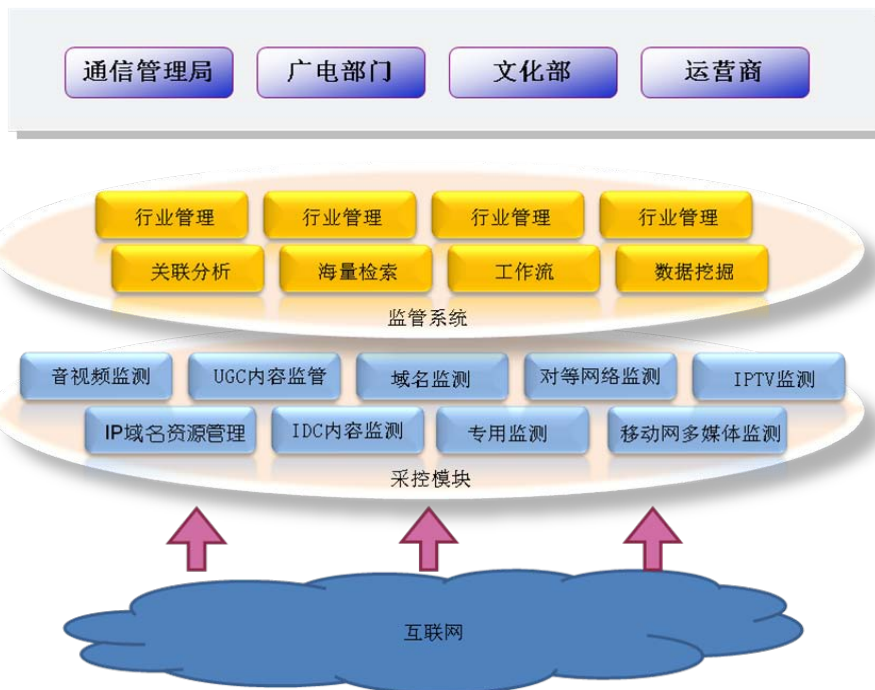 通信管理局 广电部门 文化部 运营商
行业管理 行业管理 行业管理 行业管理
关联分析 海量检索 工作流 数据挖掘
监管系统
音视频监测 UGC内容监管 域名监测 对等网络监测 IPTV监测
IP域名资源管理 IDC内容监测 专用监测 移动网多媒体监测
采控模块
互联网